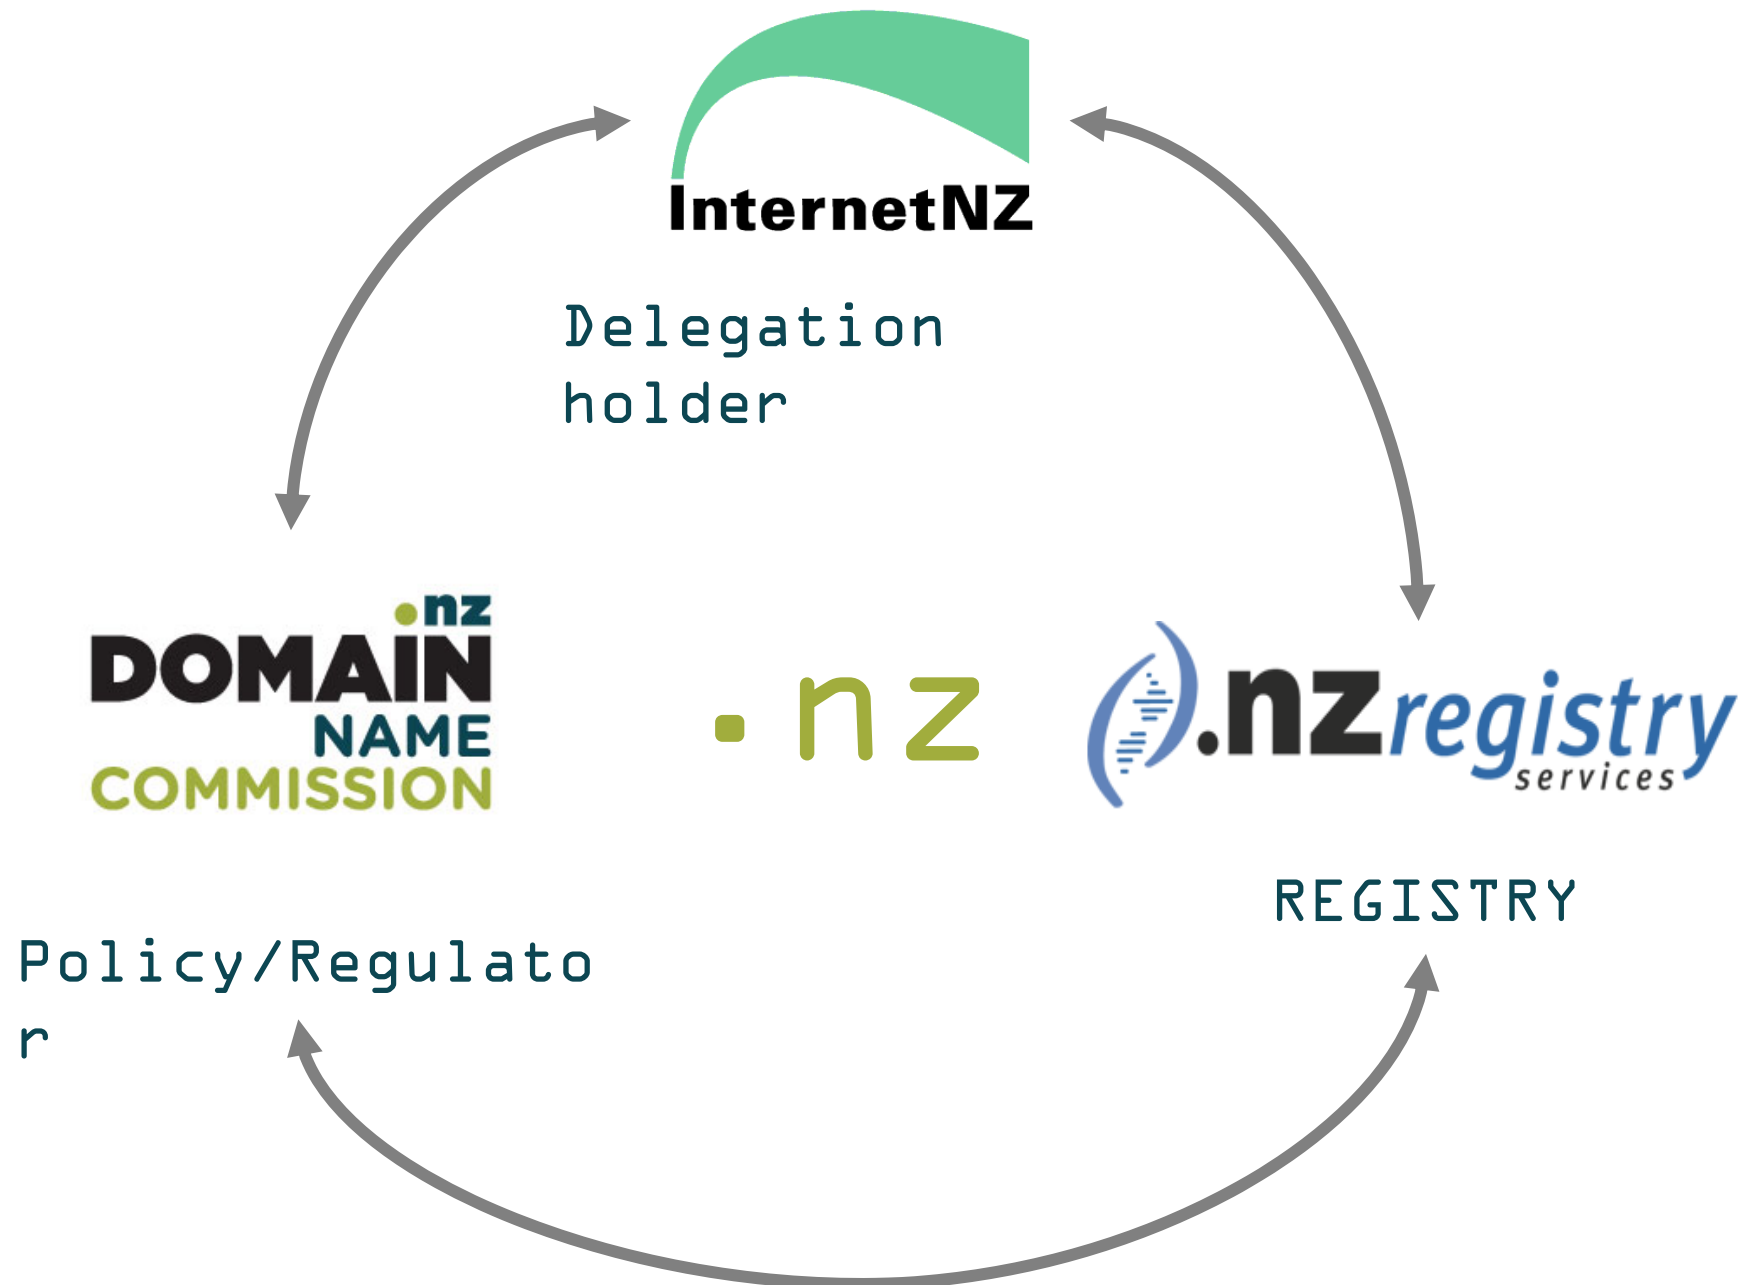 InternetNZ
Delegation
holder
.nz
DOMAIN
NAME
COMMISSION
.nz
.nzregistry
services
REGISTRY
Policy/Regulato
r